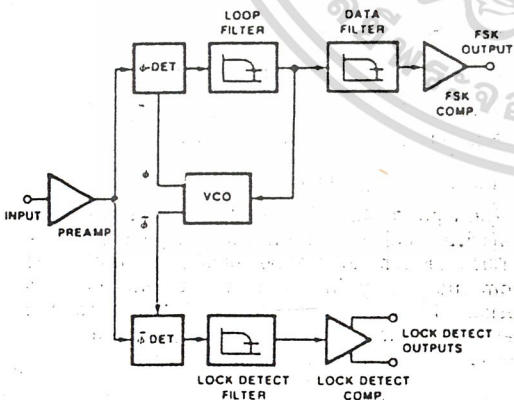 LOOP
FILTER
DATA
FILTER
FSK
OUTPUT
ϕ-DET
FSK
COMP.
ϕ
VCO
INPUT
PREAMP
ϕ̄
ϕ̄ DET.
LOCK DETECT
OUTPUTS
LOCK DETECT
FILTER
LOCK DETECT
COMP.